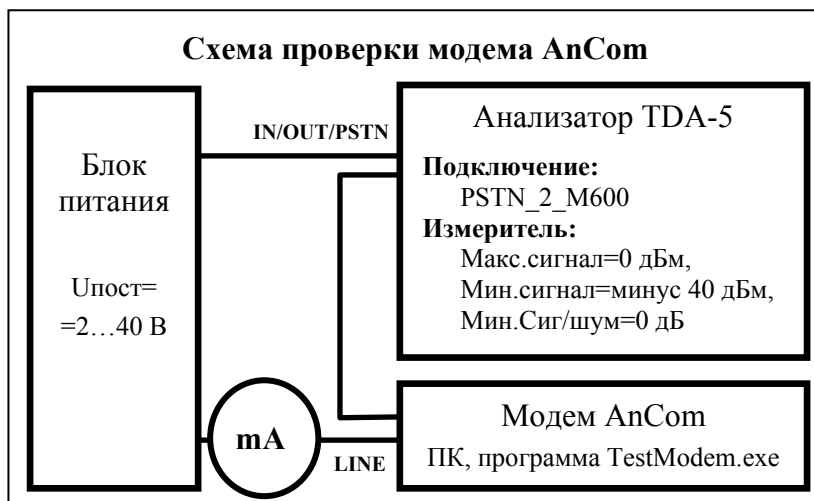 Схема проверки модема AnCom
Блок
питания
Uпост=
=2…40 В
IN/OUT/PSTN
Анализатор TDA-5
Подключение:
PSTN_2_M600
Измеритель:
Макс.сигнал=0 дБм,
Мин.сигнал=минус 40 дБм,
Мин.Сиг/шум=0 дБ
mA
LINE
Модем AnCom
ПК, программа TestModem.exe